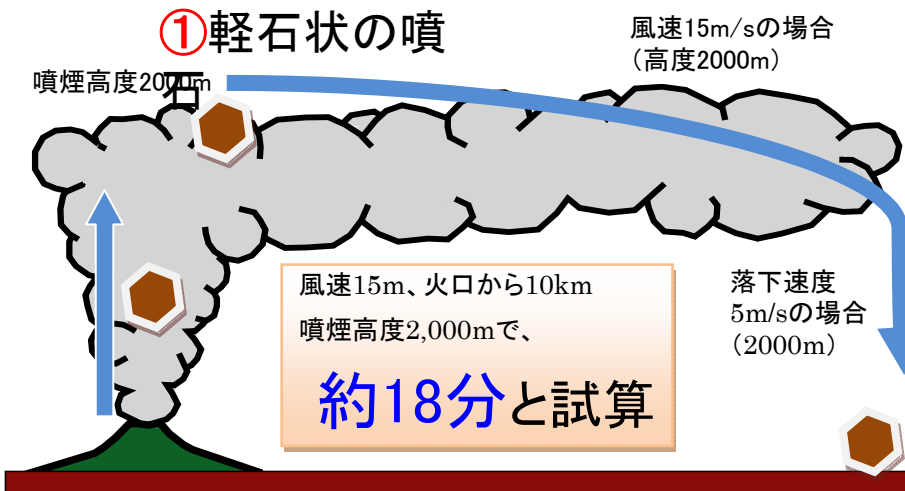 ①軽石状の噴
石
噴煙高度2000m
風速15m/sの場合
（高度2000m）
風速15m、火口から10km
噴煙高度2,000mで、
約18分と試算
落下速度
5m/sの場合
（2000m）